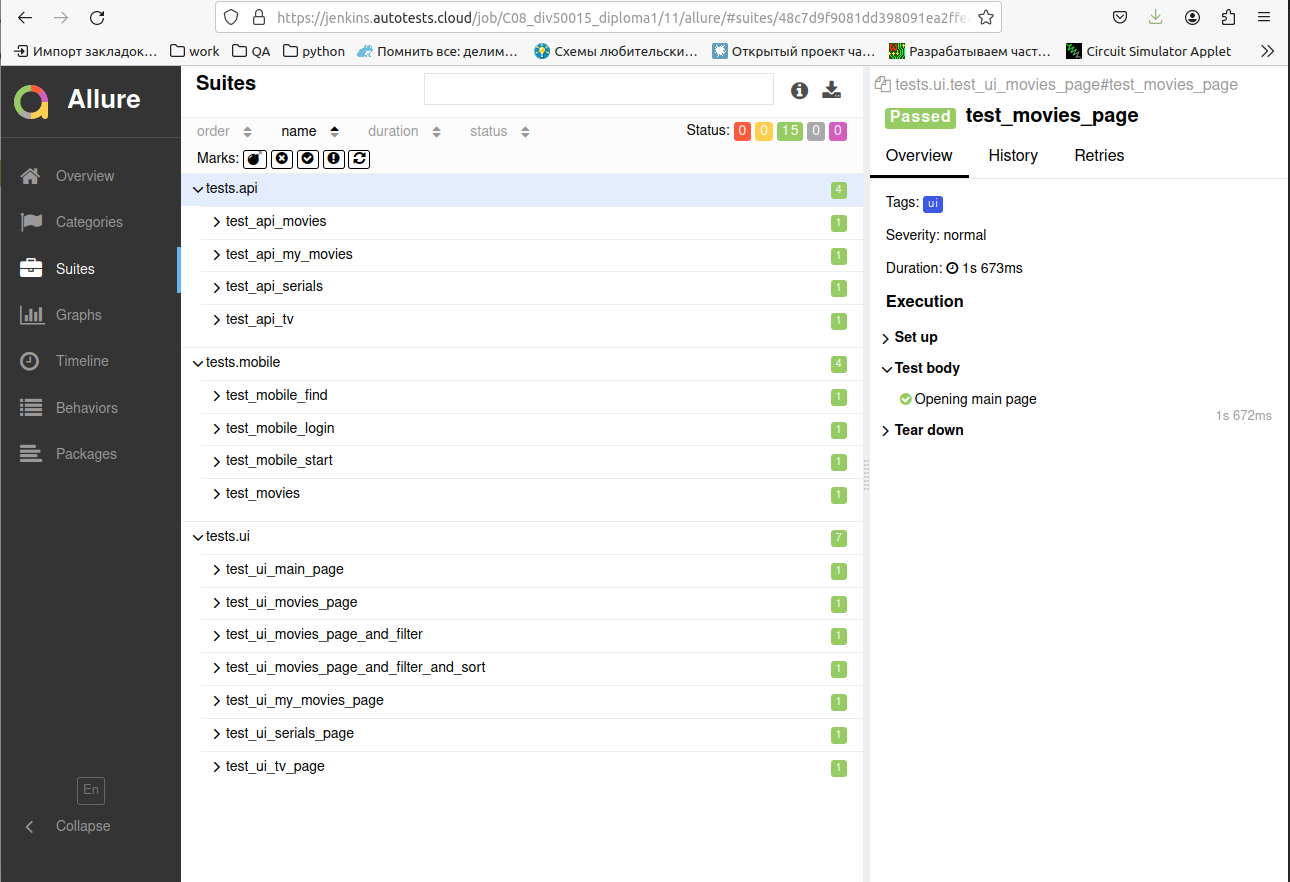 https://jenkins.autotests.cloud/job/C08_div50015_diploma1/11/allure/#suites/48c7d9f9081dd398091ea2ffe
Импорт закладок… work QA python Помнить все: делим… Схемы любительски… Открытый проект ча… Разрабатываем част… Circuit Simulator Applet
Allure
Overview
Categories
Suites
Graphs
Timeline
Behaviors
Packages
En
Collapse
Suites
order name duration status Status: 0 0 15 0 0
Marks:
tests.api 4
test_api_movies 1
test_api_my_movies 1
test_api_serials 1
test_api_tv 1
tests.mobile 4
test_mobile_find 1
test_mobile_login 1
test_mobile_start 1
test_movies 1
tests.ui 7
test_ui_main_page 1
test_ui_movies_page 1
test_ui_movies_page_and_filter 1
test_ui_movies_page_and_filter_and_sort 1
test_ui_my_movies_page 1
test_ui_serials_page 1
test_ui_tv_page 1
tests.ui.test_ui_movies_page#test_movies_page
Passed test_movies_page
Overview History Retries
Tags: ui
Severity: normal
Duration: 1s 673ms
Execution
Set up
Test body
Opening main page
1s 672ms
Tear down